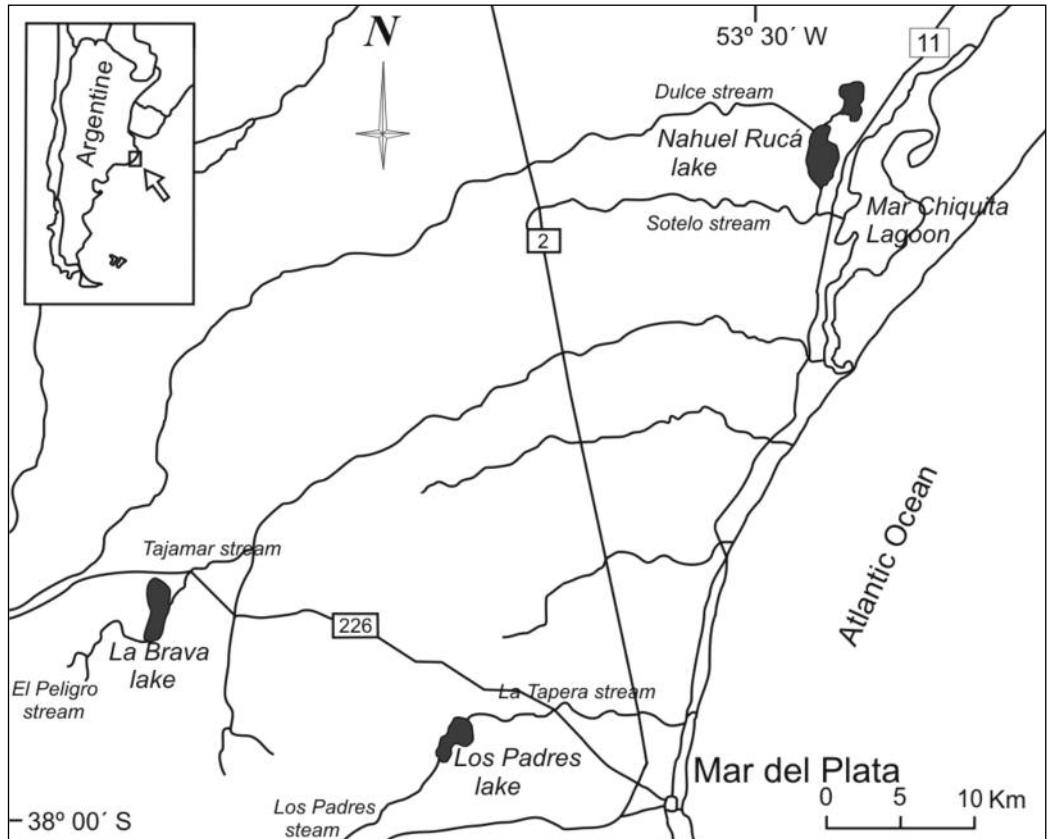 Argentine
N
53º 30´ W
11
Dulce stream
Nahuel Rucá
lake
Mar Chiquita
Lagoon
Sotelo stream
2
Atlantic Ocean
Tajamar stream
La Brava
lake
226
El Peligro
stream
La Tapera stream
Los Padres
lake
Mar del Plata
Los Padres
steam
0 5 10 Km
38º 00´ S